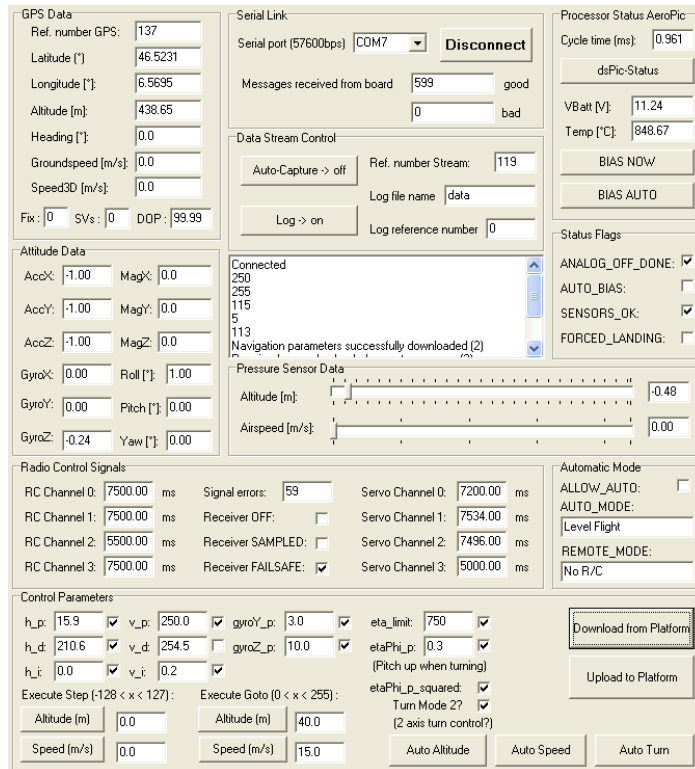 GPS Data
Ref. number GPS: 137
Latitude (°) 46.5231
Longitude [°]: 6.5695
Altitude [m]: 438.65
Heading [°]: 0.0
Groundspeed [m/s]: 0.0
Speed3D [m/s]: 0.0
Fix: 0 SVs: 0 DOP: 99.99
Serial Link
Serial port (57600bps) COM7 Disconnect
Messages received from board 599 good
0 bad
Data Stream Control
Auto-Capture -> off Ref. number Stream: 119
Log file name data
Log -> on
Log reference number 0
Processor Status AeroPic
Cycle time (ms): 0.961
dsPic-Status
VBatt [V]: 11.24
Temp [°C]: 848.67
BIAS NOW
BIAS AUTO
Status Flags
ANALOG_OFF_DONE:
AUTO_BIAS:
SENSORS_OK:
FORCED_LANDING:
Attitude Data
AccX: -1.00 MagX: 0.0
AccY: -1.00 MagY: 0.0
AccZ: -1.00 MagZ: 0.0
GyroX: 0.00 Roll [°]: 1.00
GyroY: 0.00 Pitch [°]: 0.00
GyroZ: -0.24 Yaw [°]: 0.00
Connected
250
255
115
5
113
Navigation parameters successfully downloaded (2)
Pressure Sensor Data
Altitude [m]: -0.48
Airspeed [m/s]: 0.00
Radio Control Signals
RC Channel 0: 7500.00 ms Signal errors: 59 Servo Channel 0: 7200.00 ms
RC Channel 1: 7500.00 ms Receiver OFF: Servo Channel 1: 7534.00 ms
RC Channel 2: 5500.00 ms Receiver SAMPLED: Servo Channel 2: 7496.00 ms
RC Channel 3: 7500.00 ms Receiver FAILSAFE: Servo Channel 3: 5000.00 ms
Automatic Mode
ALLOW_AUTO:
AUTO_MODE:
Level Flight
REMOTE_MODE:
No R/C
Control Parameters
h_p: 15.9 v_p: 250.0 gyroY_p: 3.0 eta_limit: 750
h_d: 210.6 v_d: 254.5 gyroZ_p: 10.0 etaPhi_p: 0.3
h_i: 0.0 v_i: 0.2 (Pitch up when turning)
etaPhi_p_squared:
Turn Mode 2?
(2 axis turn control?)
Execute Step (-128 < x < 127) : Execute Goto (0 < x < 255) :
Altitude (m) 0.0 Altitude (m) 40.0
Speed (m/s) 0.0 Speed (m/s) 15.0
Download from Platform
Upload to Platform
Auto Altitude Auto Speed Auto Turn